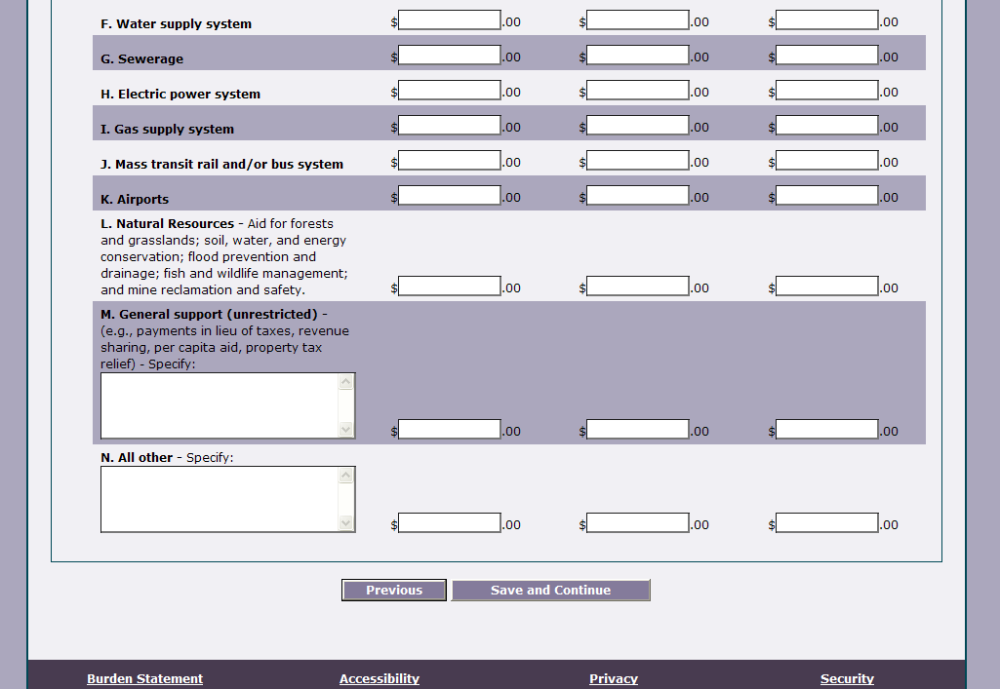 F. Water supply system $ .00 $ .00 $ .00
G. Sewerage $ .00 $ .00 $ .00
H. Electric power system $ .00 $ .00 $ .00
I. Gas supply system $ .00 $ .00 $ .00
J. Mass transit rail and/or bus system $ .00 $ .00 $ .00
K. Airports $ .00 $ .00 $ .00
L. Natural Resources - Aid for forests
and grasslands; soil, water, and energy
conservation; flood prevention and
drainage; fish and wildlife management;
and mine reclamation and safety. $ .00 $ .00 $ .00
M. General support (unrestricted) -
(e.g., payments in lieu of taxes, revenue
sharing, per capita aid, property tax
relief) - Specify:
$ .00 $ .00 $ .00
N. All other - Specify:
$ .00 $ .00 $ .00
Previous Save and Continue
Burden Statement Accessibility Privacy Security